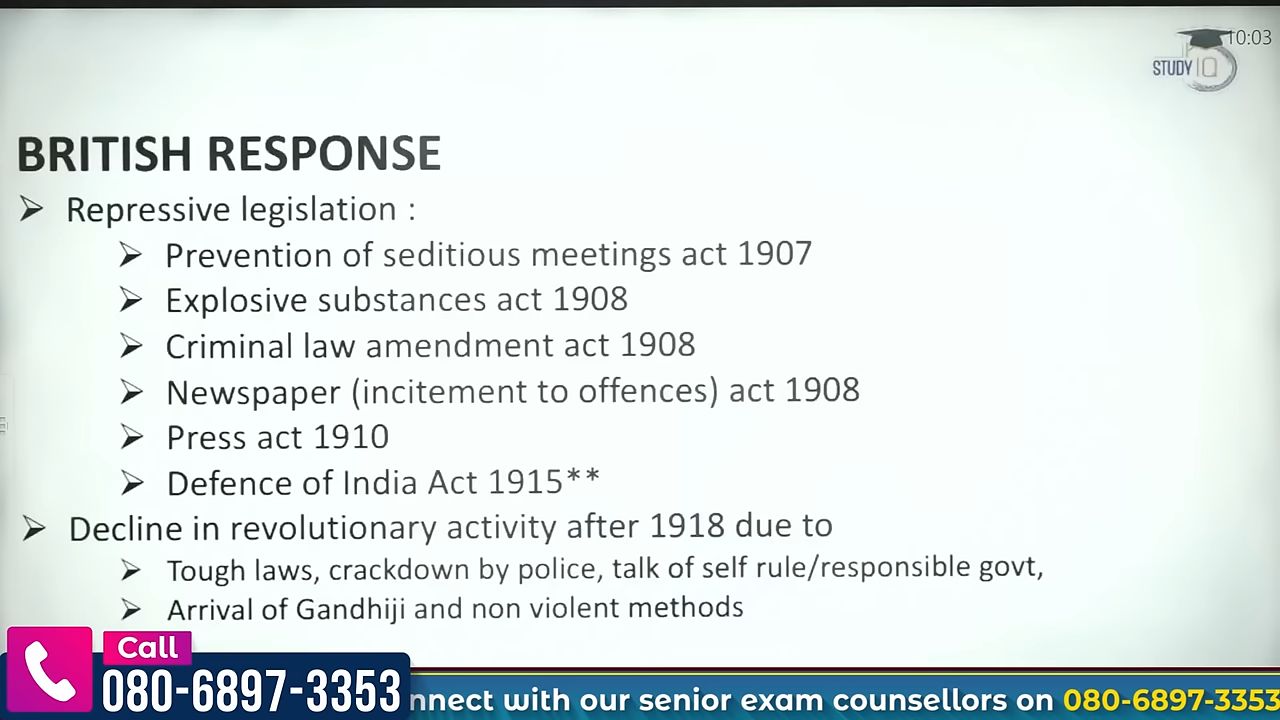 10:03
STUDY IQ
BRITISH RESPONSE
➢ Repressive legislation :
➢ Prevention of seditious meetings act 1907
➢ Explosive substances act 1908
➢ Criminal law amendment act 1908
➢ Newspaper (incitement to offences) act 1908
➢ Press act 1910
➢ Defence of India Act 1915**
➢ Decline in revolutionary activity after 1918 due to
➢ Tough laws, crackdown by police, talk of self rule/responsible govt,
➢ Arrival of Gandhiji and non violent methods
Call
080-6897-3353
nnect with our senior exam counsellors on 080-6897-3353